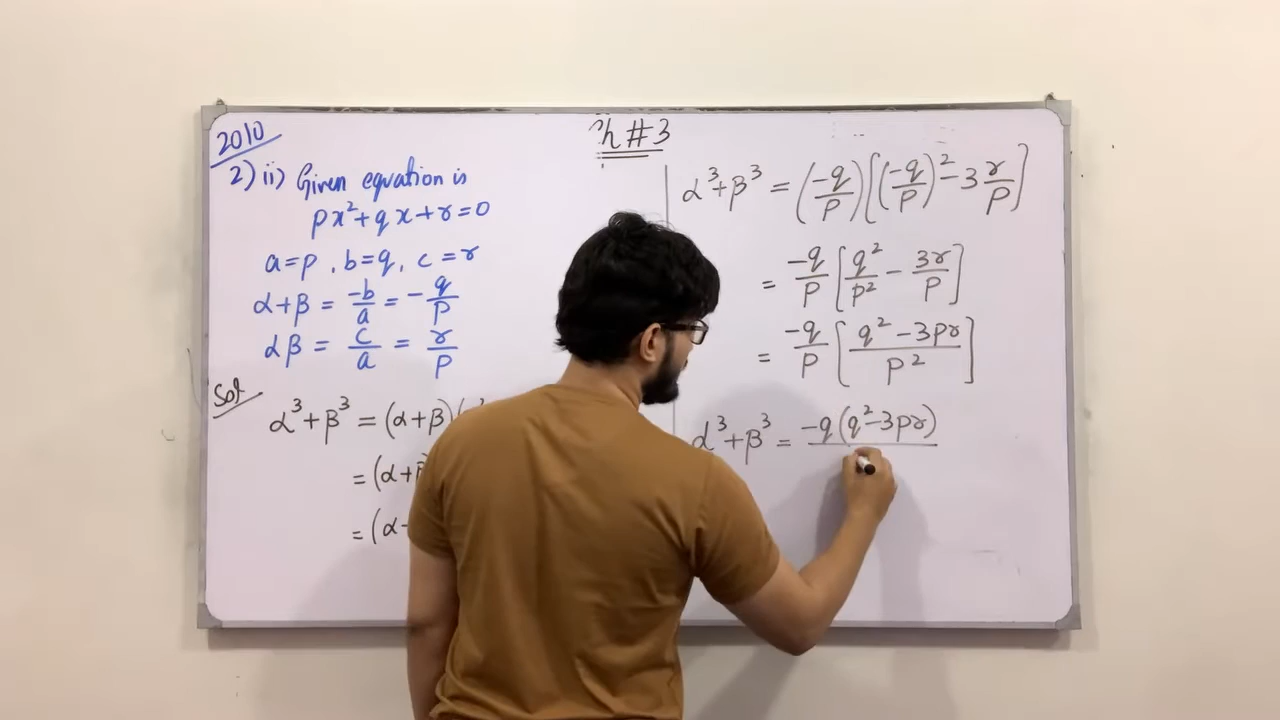 2010
Ch #3
2) ii) Given equation is
px²+qx+r=0
a=p, b=q, c=r
α+β = -b/a = -q/p
αβ = c/a = r/p
Sol
α³+β³ = (α+β)
= (α+
= (α
α³+β³ = (-q/p)[(-q/p)² - 3 r/p]
= -q/p [q²/p² - 3r/p]
= -q/p [(q²-3pr)/p²]
α³+β³ = -q(q²-3pr)